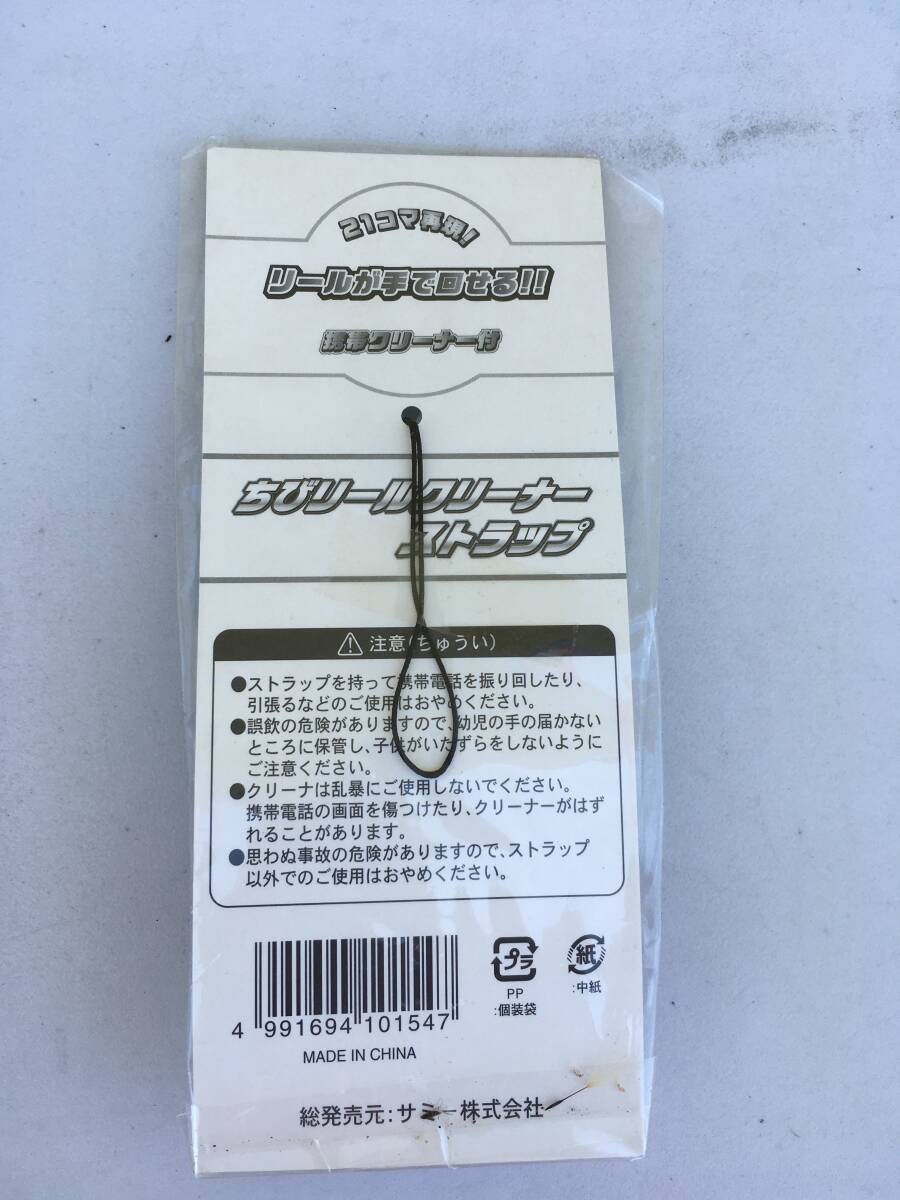 21コマ再現!
リールが手で回せる!!
携帯クリーナー付
ちびリールクリーナー
ストラップ
注意(ちゅうい)
●ストラップを持って携帯電話を振り回したり、
引張るなどのご使用はおやめください。
●誤飲の危険がありますので、幼児の手の届かない
ところに保管し、子供がいたずらをしないように
ご注意ください。
●クリーナは乱暴にご使用しないでください。
携帯電話の画面を傷つけたり、クリーナーがはず
れることがあります。
●思わぬ事故の危険がありますので、ストラップ
以外でのご使用はおやめください。
4 991694 101547
MADE IN CHINA
プラ
PP
:個装袋
紙
:中紙
総発売元:サミー株式会社